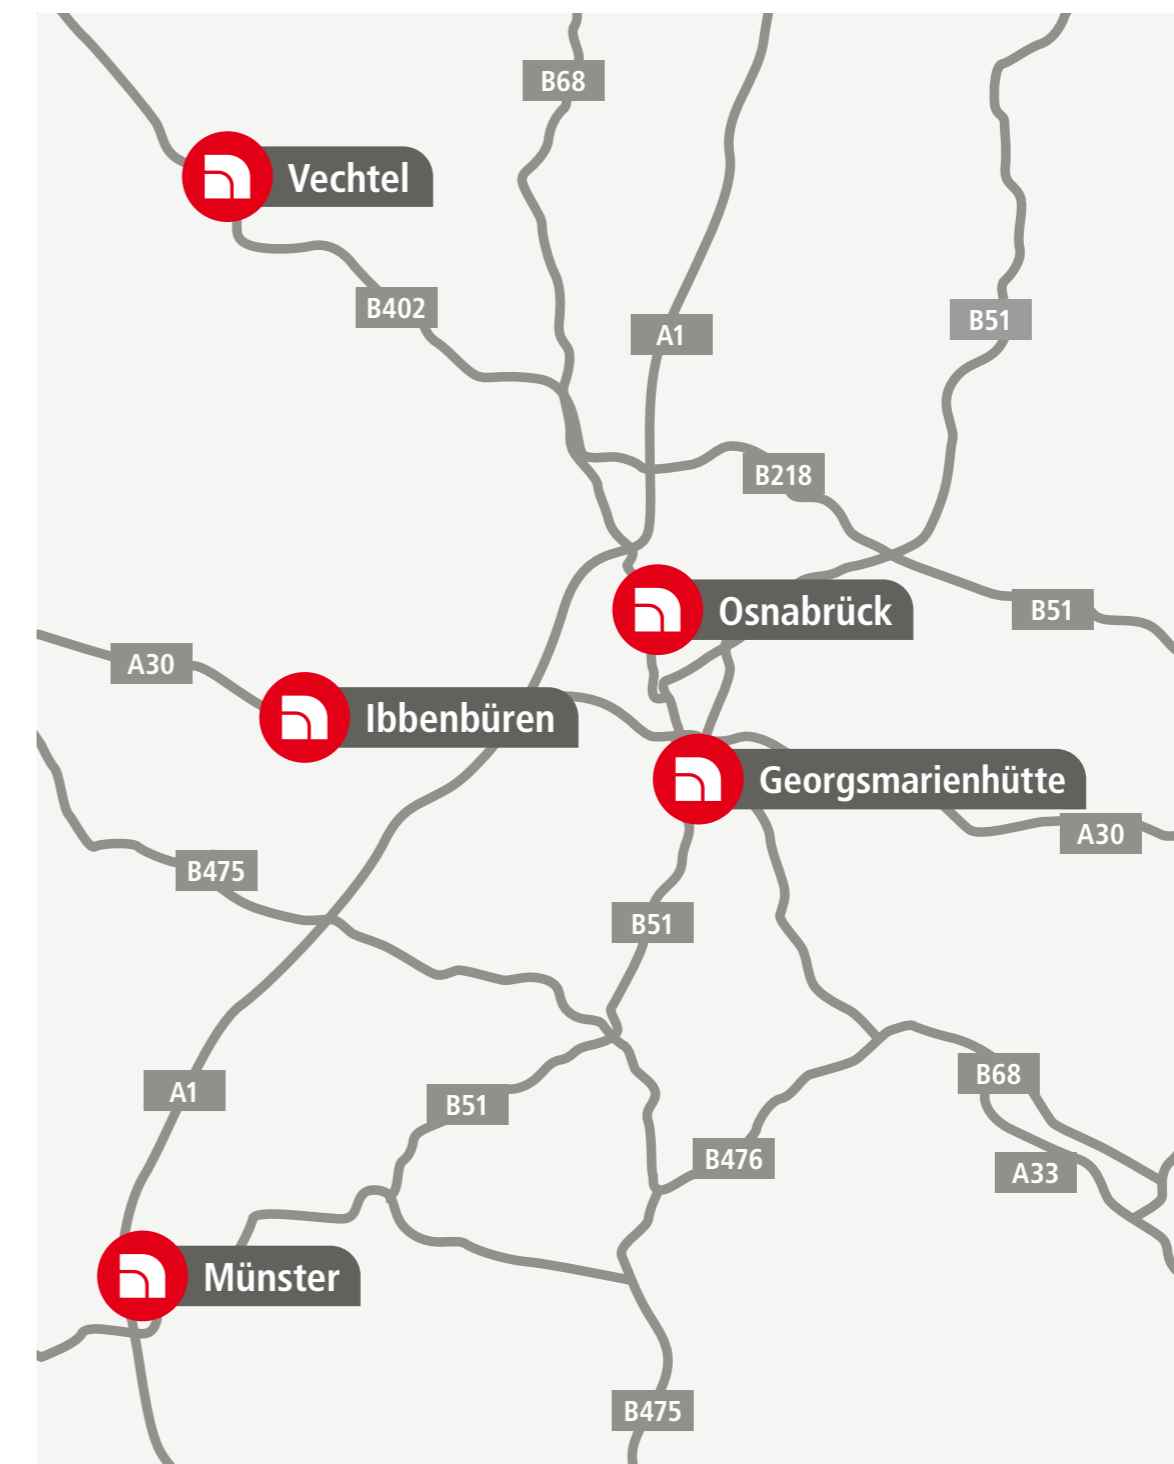 B68
Vechtel
B402
A1
B51
B218
Osnabrück
B51
A30
Ibbenbüren
Georgsmarienhütte
A30
B475
B51
B68
A1
B51
B476
A33
Münster
B475